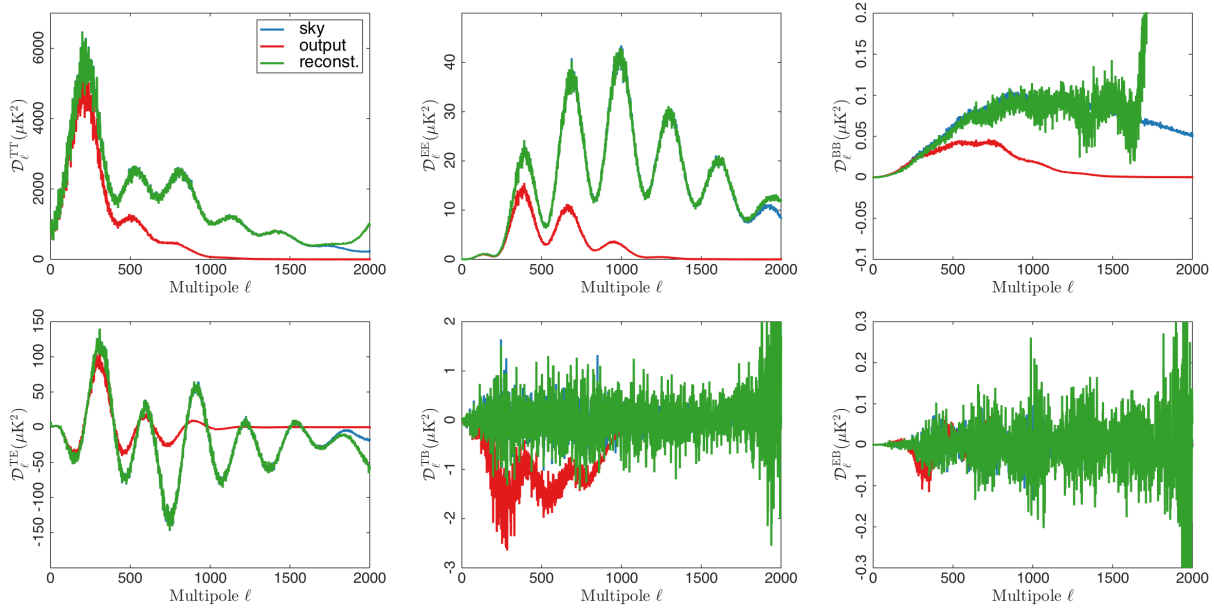 sky
output
reconst.
6000
4000
2000
0
D_ℓ^TT(μK²)
0 500 1000 1500 2000
Multipole ℓ
40
30
20
10
0
D_ℓ^EE(μK²)
0 500 1000 1500 2000
Multipole ℓ
0.2
0.15
0.1
0.05
0
-0.05
-0.1
D_ℓ^BB(μK²)
0 500 1000 1500 2000
Multipole ℓ
150
100
50
0
-50
-100
-150
D_ℓ^TE(μK²)
0 500 1000 1500 2000
Multipole ℓ
2
1
0
-1
-2
-3
D_ℓ^TB(μK²)
0 500 1000 1500 2000
Multipole ℓ
0.3
0.2
0.1
0
-0.1
-0.2
-0.3
D_ℓ^EB(μK²)
0 500 1000 1500 2000
Multipole ℓ